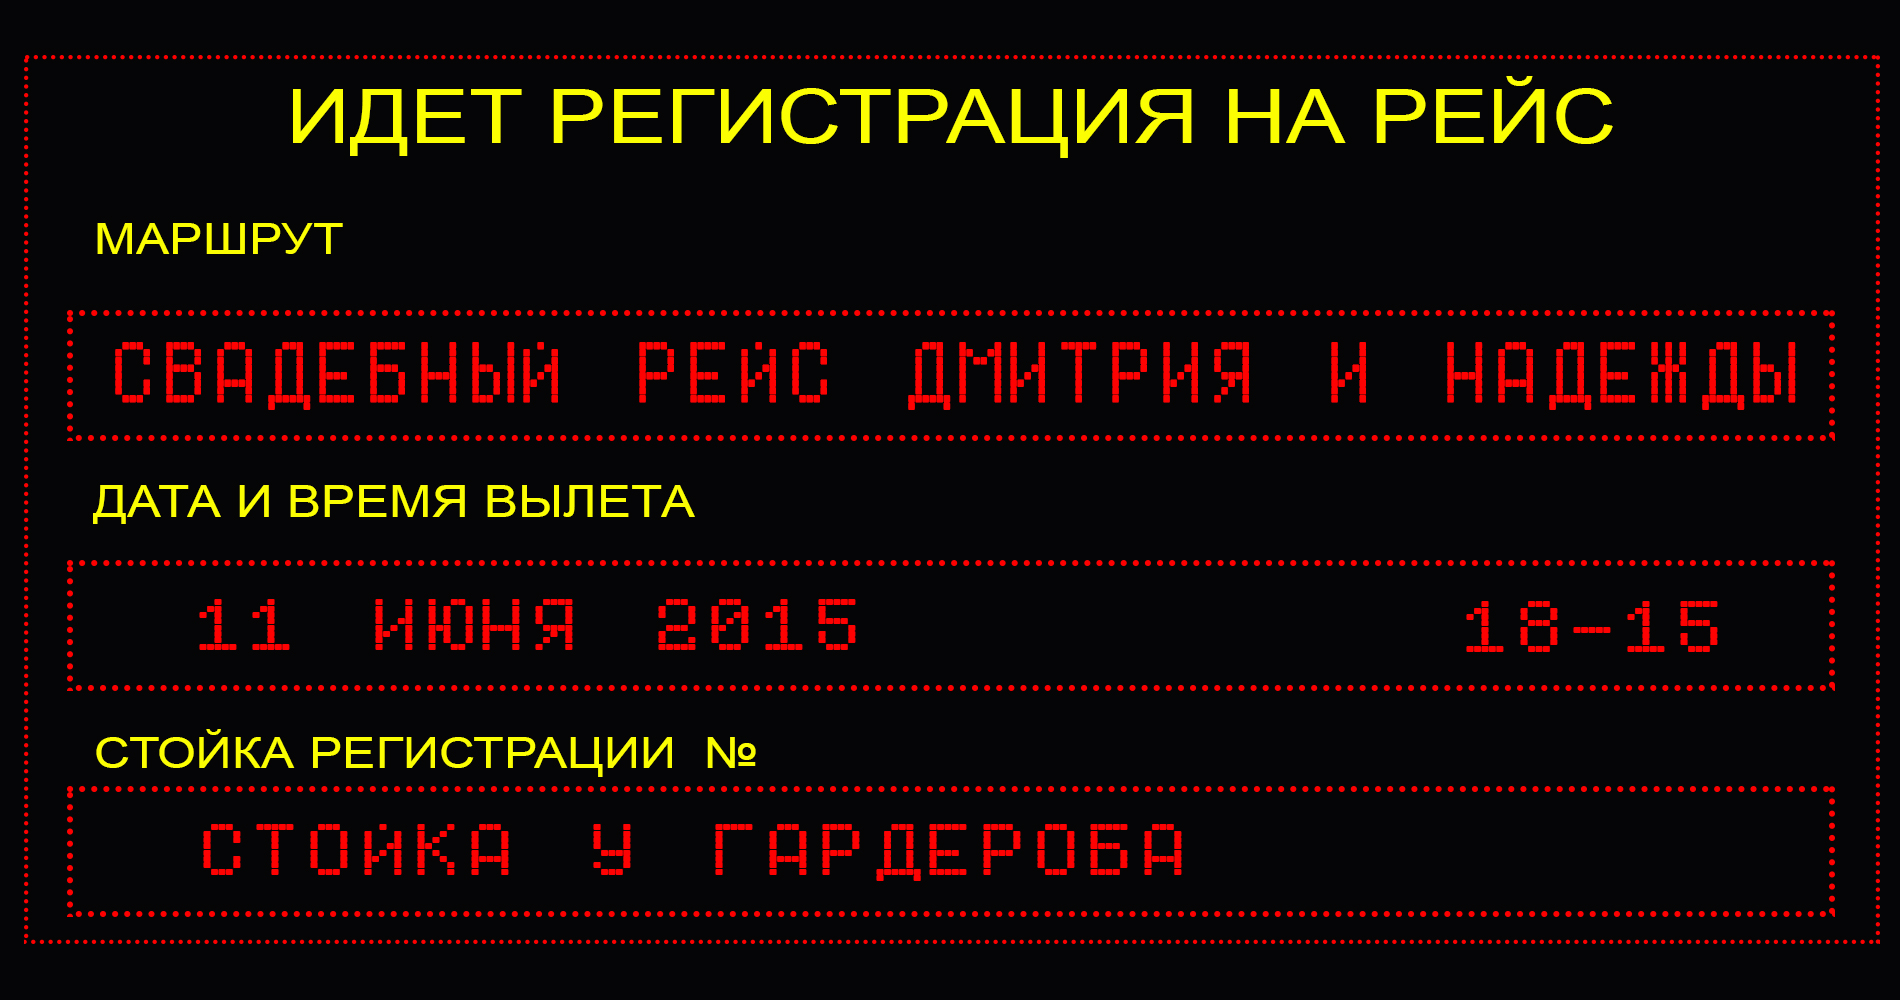 ИДЕТ РЕГИСТРАЦИЯ НА РЕЙС
МАРШРУТ
СВАДЕБНЫЙ РЕЙС ДМИТРИЯ И НАДЕЖДЫ
ДАТА И ВРЕМЯ ВЫЛЕТА
11 ИЮНЯ 2015 18-15
СТОЙКА РЕГИСТРАЦИИ №
СТОЙКА У ГАРДЕРОБА